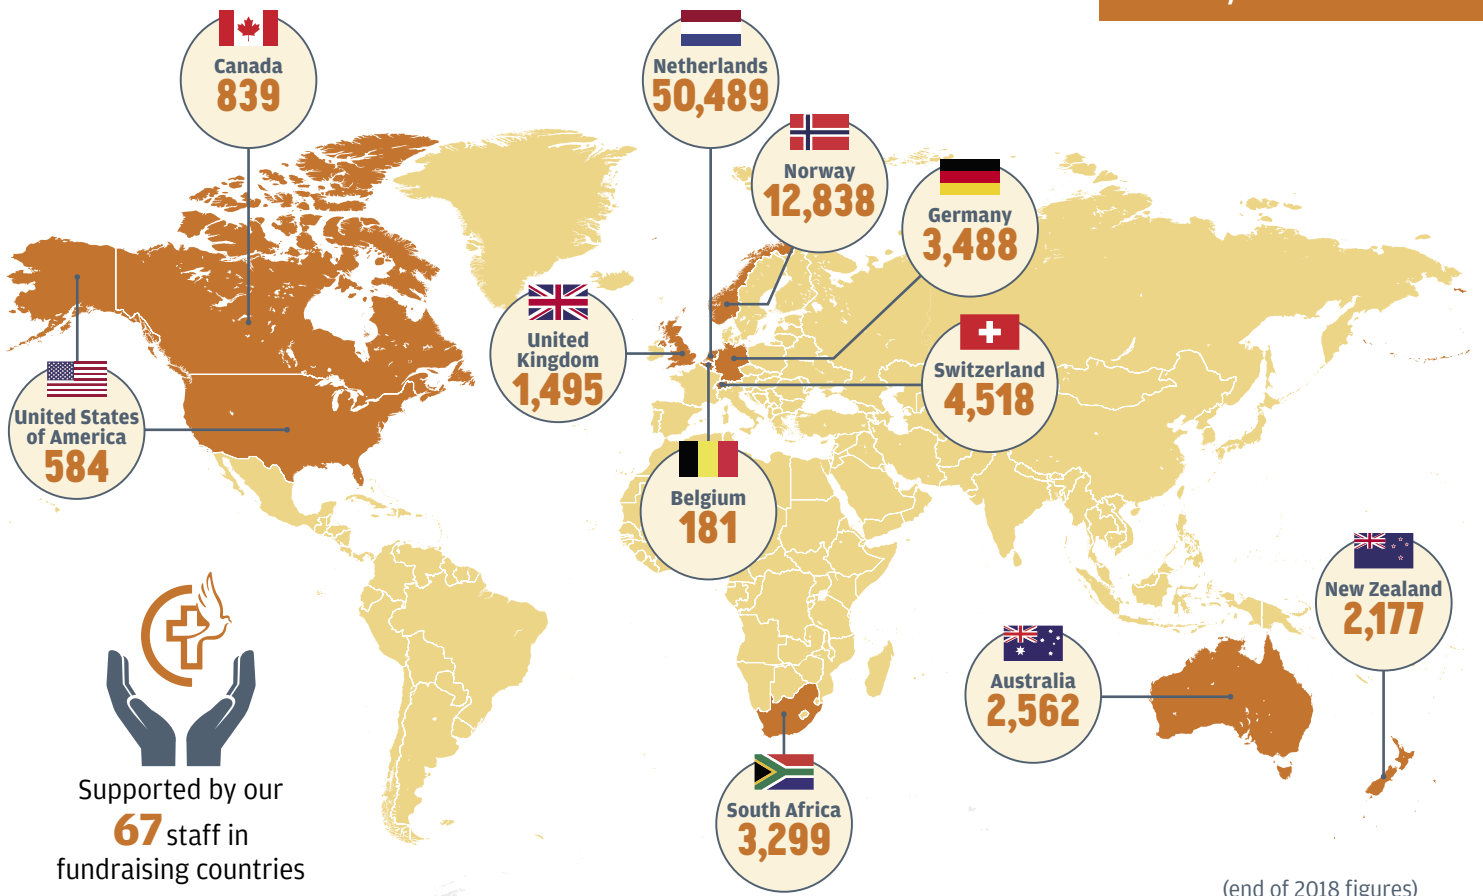 Canada
839
Netherlands
50,489
Norway
12,838
Germany
3,488
United
Kingdom
1,495
Switzerland
4,518
United States
of America
584
Belgium
181
New Zealand
2,177
Australia
2,562
South Africa
3,299
Supported by our
67 staff in
fundraising countries
(end of 2018 figures)